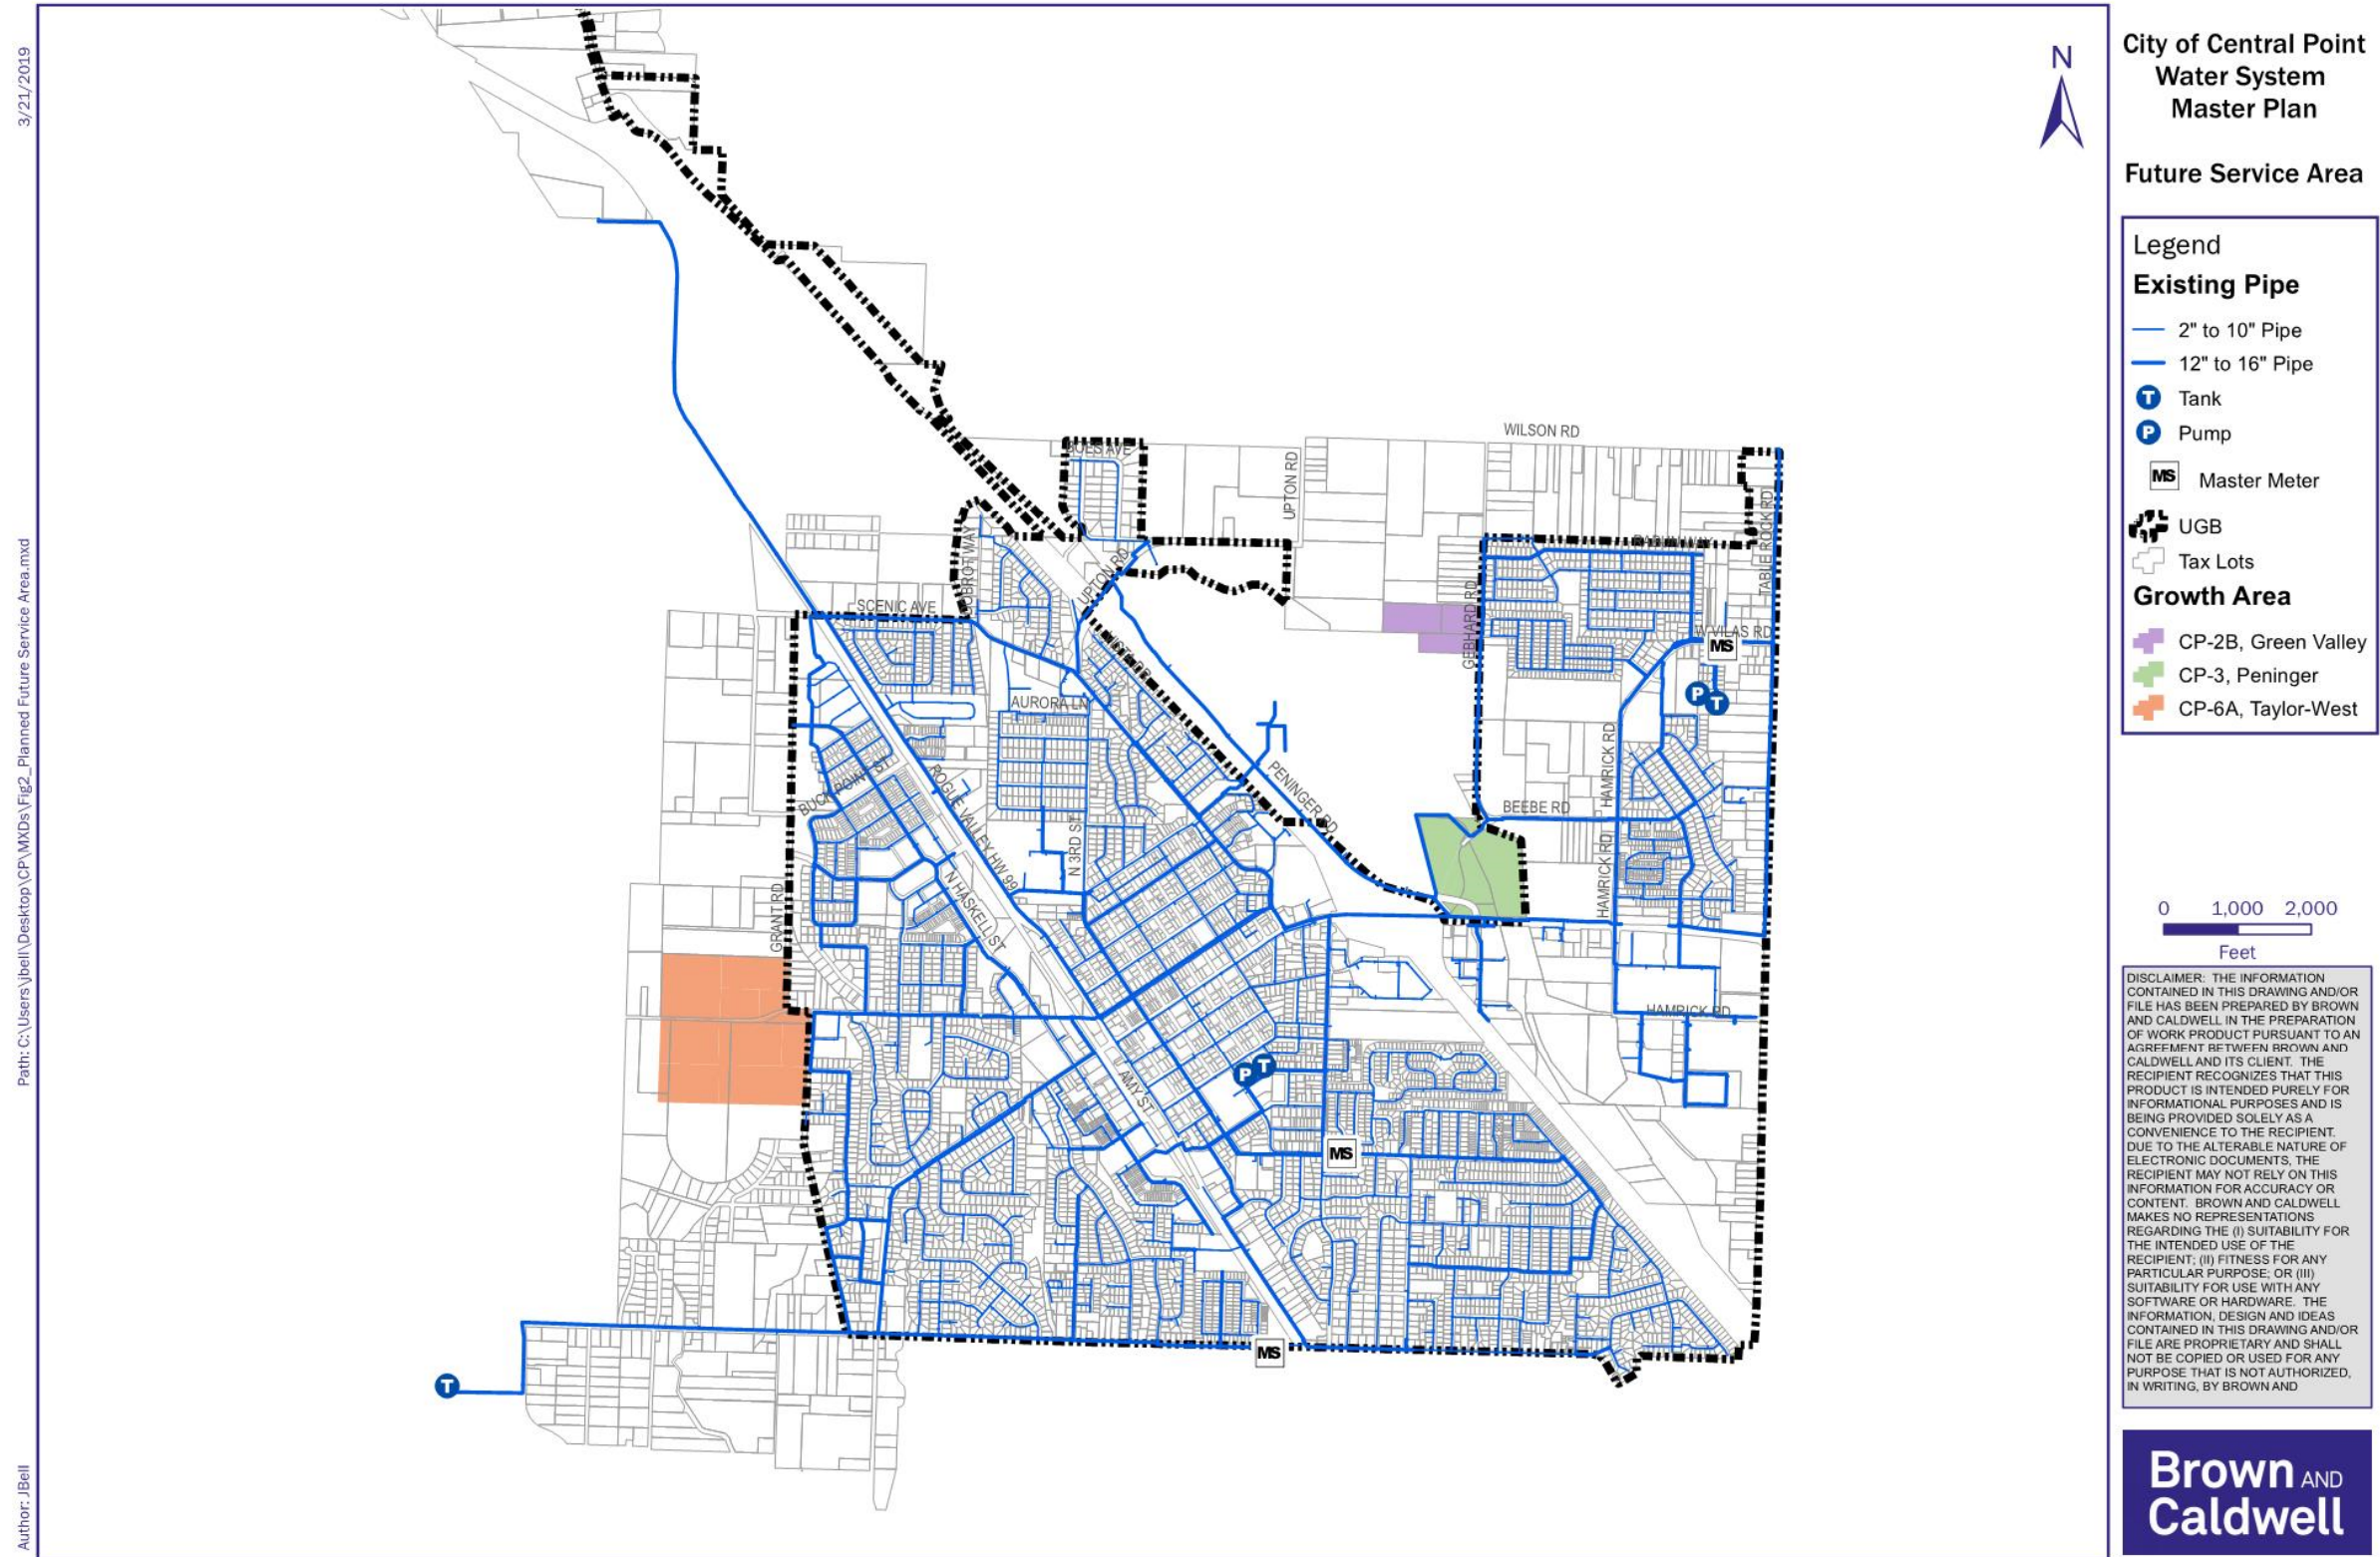 3/21/2019
Path: C:\Users\jbell\Desktop\CP\MXDs\Fig2_Planned Future Service Area.mxd
Author: JBell
N
WILSON RD
BOES AVE
UPTON RD
TABLE ROCK RD
UPTON RD
SCENIC AVE
GEBHARD RD
W VILAS RD
MS
P
T
AURORA LN
BUCK POINT ST
ROGUE VALLEY HW 99
PENINGER RD
HAMRICK RD
BEEBE RD
N 3RD ST
HAMRICK RD
GRANT RD
N HASKELL ST
HAMRICK RD
AMY ST
P
T
MS
MS
T
City of Central Point
Water System
Master Plan
Future Service Area
Legend
Existing Pipe
2" to 10" Pipe
12" to 16" Pipe
T Tank
P Pump
MS Master Meter
UGB
Tax Lots
Growth Area
CP-2B, Green Valley
CP-3, Peninger
CP-6A, Taylor-West
0 1,000 2,000
Feet
DISCLAIMER: THE INFORMATION
CONTAINED IN THIS DRAWING AND/OR
FILE HAS BEEN PREPARED BY BROWN
AND CALDWELL IN THE PREPARATION
OF WORK PRODUCT PURSUANT TO AN
AGREEMENT BETWEEN BROWN AND
CALDWELL AND ITS CLIENT. THE
RECIPIENT RECOGNIZES THAT THIS
PRODUCT IS INTENDED PURELY FOR
INFORMATIONAL PURPOSES AND IS
BEING PROVIDED SOLELY AS A
CONVENIENCE TO THE RECIPIENT.
DUE TO THE ALTERABLE NATURE OF
ELECTRONIC DOCUMENTS, THE
RECIPIENT MAY NOT RELY ON THIS
INFORMATION FOR ACCURACY OR
CONTENT. BROWN AND CALDWELL
MAKES NO REPRESENTATIONS
REGARDING THE (I) SUITABILITY FOR
THE INTENDED USE OF THE
RECIPIENT; (II) FITNESS FOR ANY
PARTICULAR PURPOSE; OR (III)
SUITABILITY FOR USE WITH ANY
SOFTWARE OR HARDWARE. THE
INFORMATION, DESIGN AND IDEAS
CONTAINED IN THIS DRAWING AND/OR
FILE ARE PROPRIETARY AND SHALL
NOT BE COPIED OR USED FOR ANY
PURPOSE THAT IS NOT AUTHORIZED,
IN WRITING, BY BROWN AND
Brown AND
Caldwell